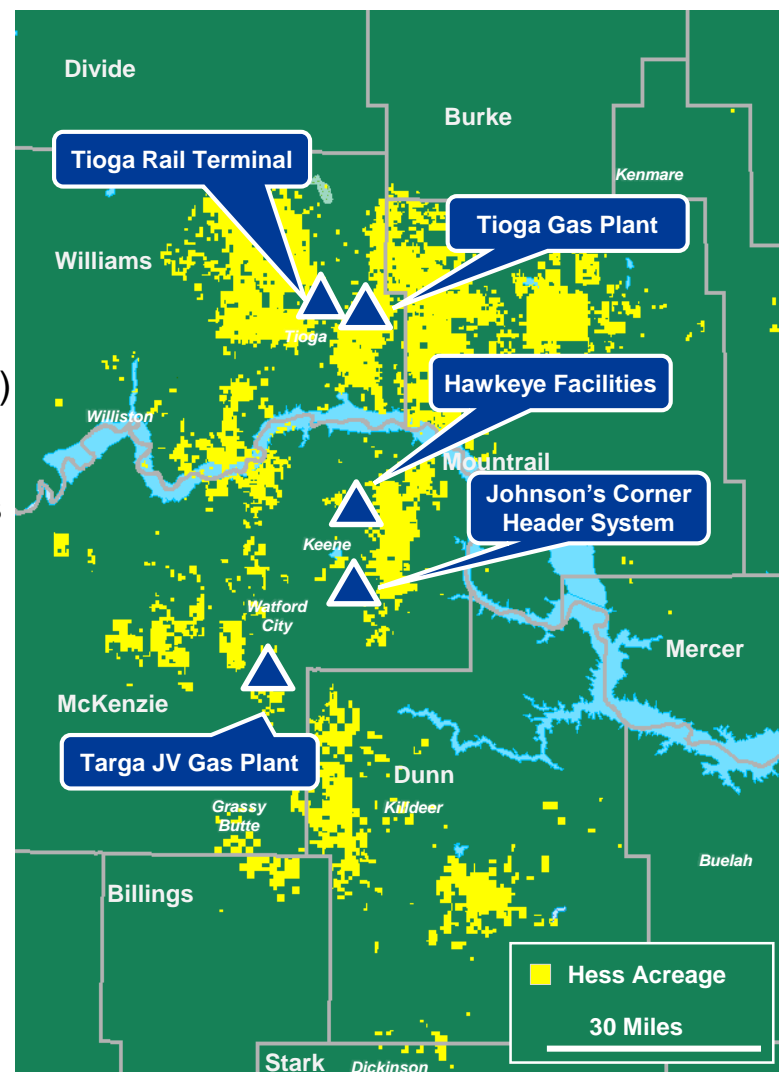 Divide
Burke
Tioga Rail Terminal
Kenmare
Tioga Gas Plant
Williams
Tioga
)
Hawkeye Facilities
Williston
Mountrail
Johnson's Corner
Header System
s
Keene
Watford
City
Mercer
McKenzie
Targa JV Gas Plant
Dunn
Grassy
Butte
Killdeer
Buelah
Billings
Hess Acreage
30 Miles
Stark
Dickinson